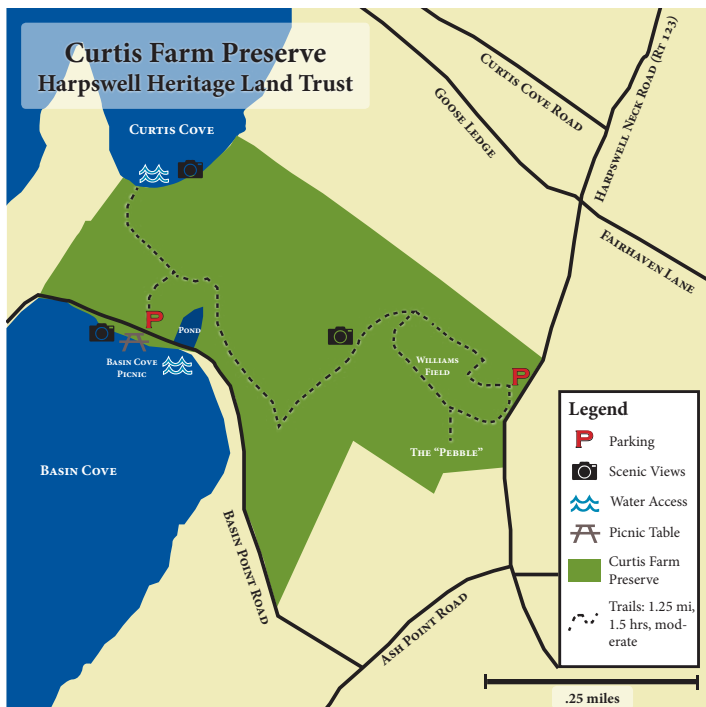 Curtis Farm Preserve
Harpswell Heritage Land Trust
Curtis Cove
Curtis Cove Road
Goose Ledge
Harpswell Neck Road (Rt 123)
Fairhaven Lane
P
Pond
Basin Cove
Picnic
Williams
Field
P
The "Pebble"
Basin Cove
Basin Point Road
Ash Point Road
Legend
P Parking
Scenic Views
Water Access
Picnic Table
Curtis Farm
Preserve
Trails: 1.25 mi,
1.5 hrs, mod-
erate
.25 miles